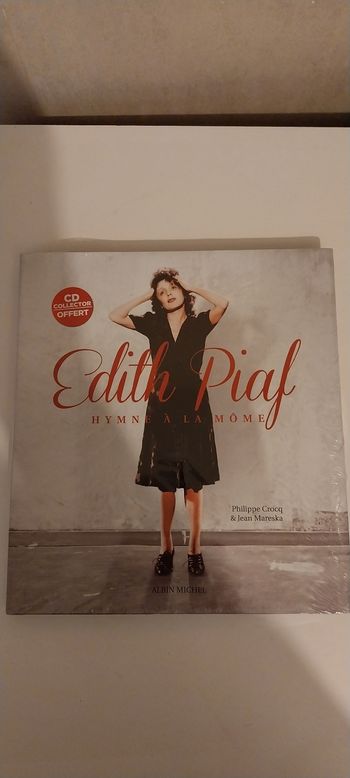 CD
COLLECTOR
OFFERT
Edith Piaf
HYMNE À LA MÔME
Philippe Crocq
& Jean Mareska
ALBIN MICHEL